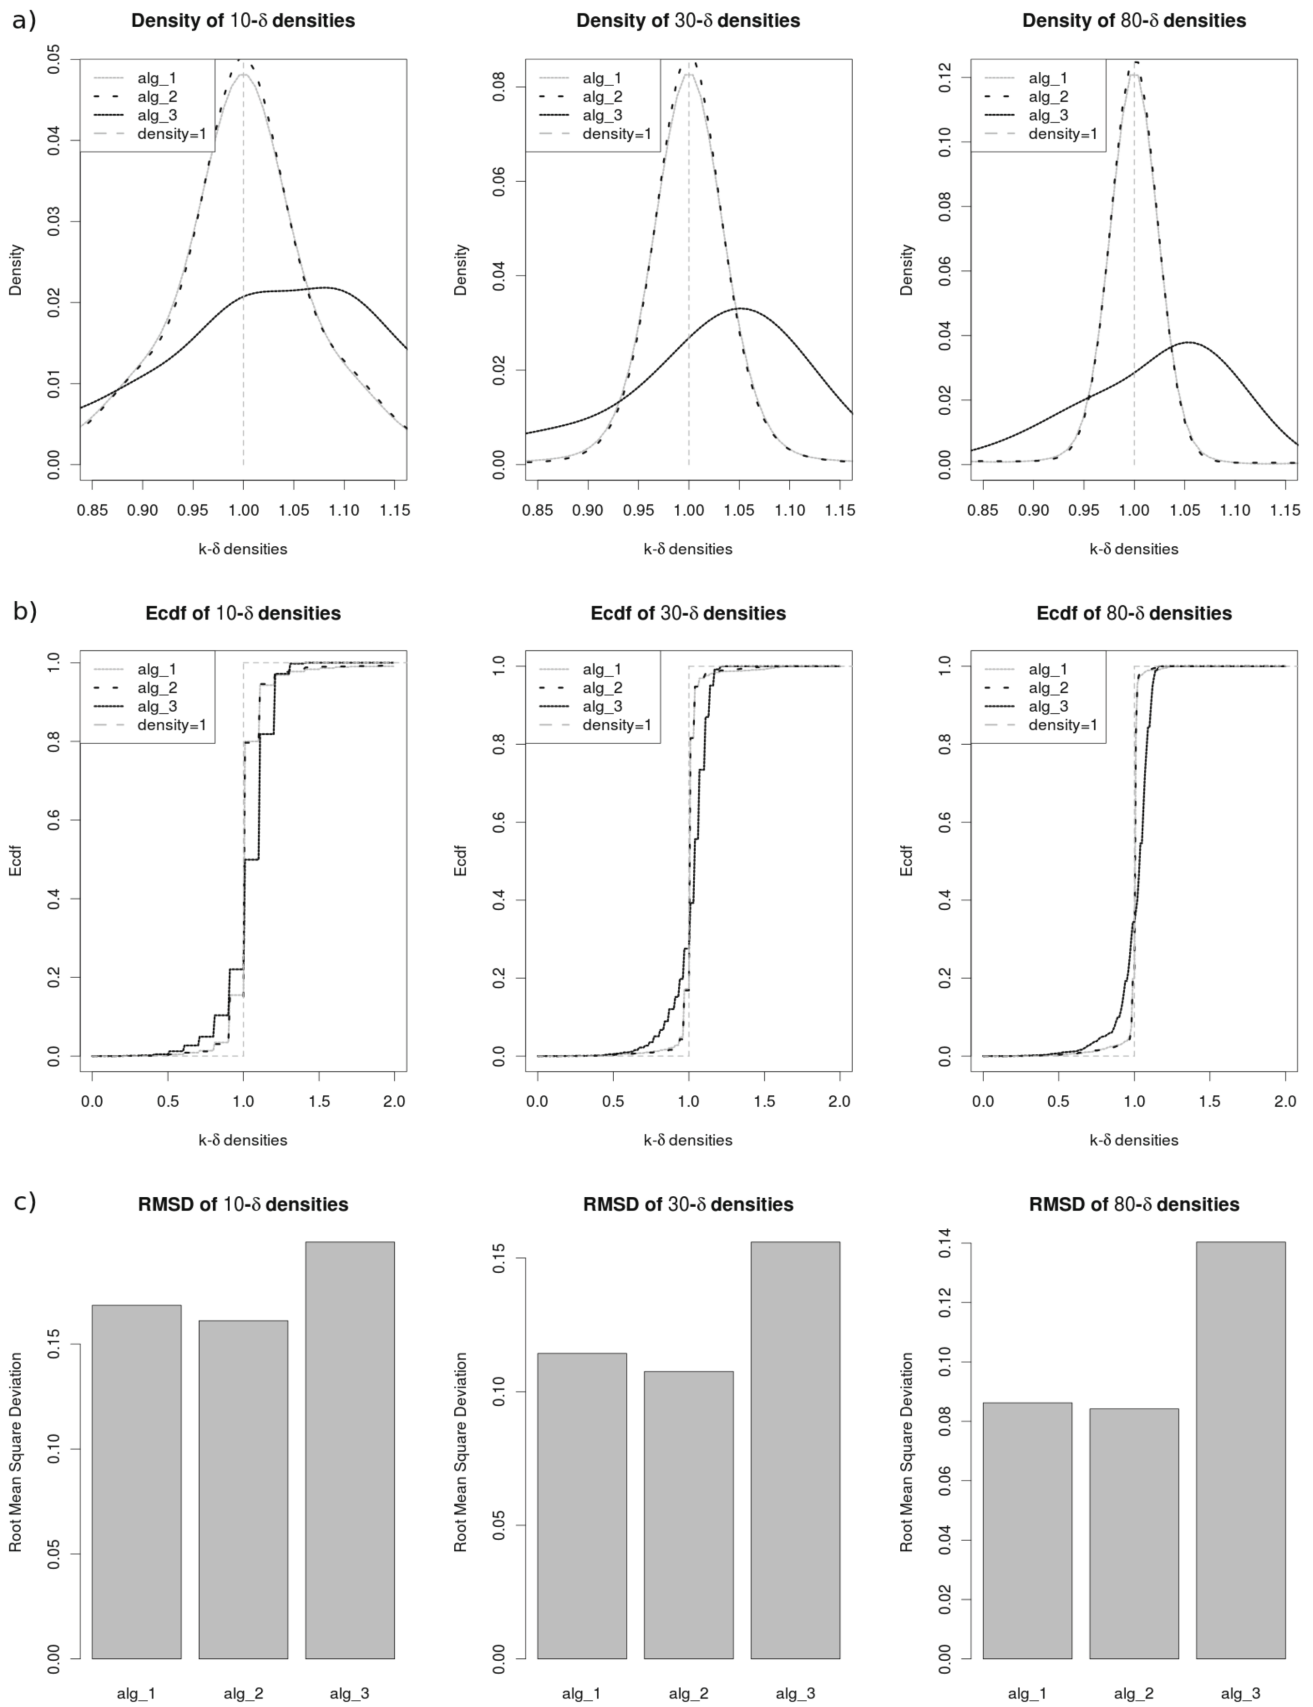 a)
Density of 10-δ densities
Density
0.00
0.01
0.02
0.03
0.04
0.05
alg_1
alg_2
alg_3
density=1
0.85 0.90 0.95 1.00 1.05 1.10 1.15
k-δ densities
Density of 30-δ densities
Density
0.00
0.02
0.04
0.06
0.08
alg_1
alg_2
alg_3
density=1
0.85 0.90 0.95 1.00 1.05 1.10 1.15
k-δ densities
Density of 80-δ densities
Density
0.00
0.02
0.04
0.06
0.08
0.10
0.12
alg_1
alg_2
alg_3
density=1
0.85 0.90 0.95 1.00 1.05 1.10 1.15
k-δ densities
b)
Ecdf of 10-δ densities
Ecdf
0.0
0.2
0.4
0.6
0.8
1.0
alg_1
alg_2
alg_3
density=1
0.0 0.5 1.0 1.5 2.0
k-δ densities
Ecdf of 30-δ densities
Ecdf
0.0
0.2
0.4
0.6
0.8
1.0
alg_1
alg_2
alg_3
density=1
0.0 0.5 1.0 1.5 2.0
k-δ densities
Ecdf of 80-δ densities
Ecdf
0.0
0.2
0.4
0.6
0.8
1.0
alg_1
alg_2
alg_3
density=1
0.0 0.5 1.0 1.5 2.0
k-δ densities
c)
RMSD of 10-δ densities
Root Mean Square Deviation
0.00
0.05
0.10
0.15
alg_1 alg_2 alg_3
RMSD of 30-δ densities
Root Mean Square Deviation
0.00
0.05
0.10
0.15
alg_1 alg_2 alg_3
RMSD of 80-δ densities
Root Mean Square Deviation
0.00
0.02
0.04
0.06
0.08
0.10
0.12
0.14
alg_1 alg_2 alg_3